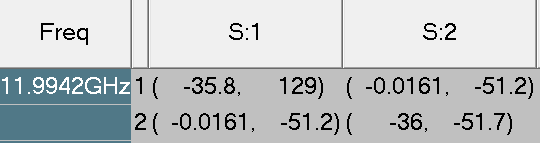 Freq S:1 S:2
11.9942GHz 1 ( -35.8, 129) ( -0.0161, -51.2)
2 ( -0.0161, -51.2) ( -36, -51.7)